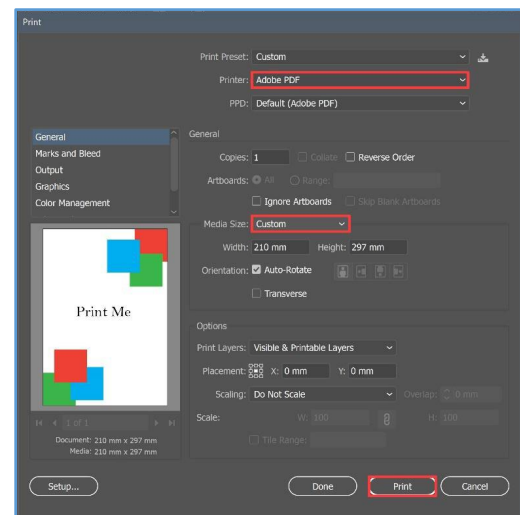 Print
Print Preset: Custom
Printer: Adobe PDF
PPD: Default (Adobe PDF)
General
Marks and Bleed
Output
Graphics
Color Management
General
Copies: 1 Collate Reverse Order
Artboards: All Range:
Ignore Artboards Skip Blank Artboards
Media Size: Custom
Width: 210 mm Height: 297 mm
Orientation: Auto-Rotate
Transverse
Print Me
Options
Print Layers: Visible & Printable Layers
Placement: X: 0 mm Y: 0 mm
Scaling: Do Not Scale Overlap: 0 mm
Scale: W: 100 H: 100
Tile Range:
1 of 1
Document: 210 mm x 297 mm
Media: 210 mm x 297 mm
Setup... Done Print Cancel